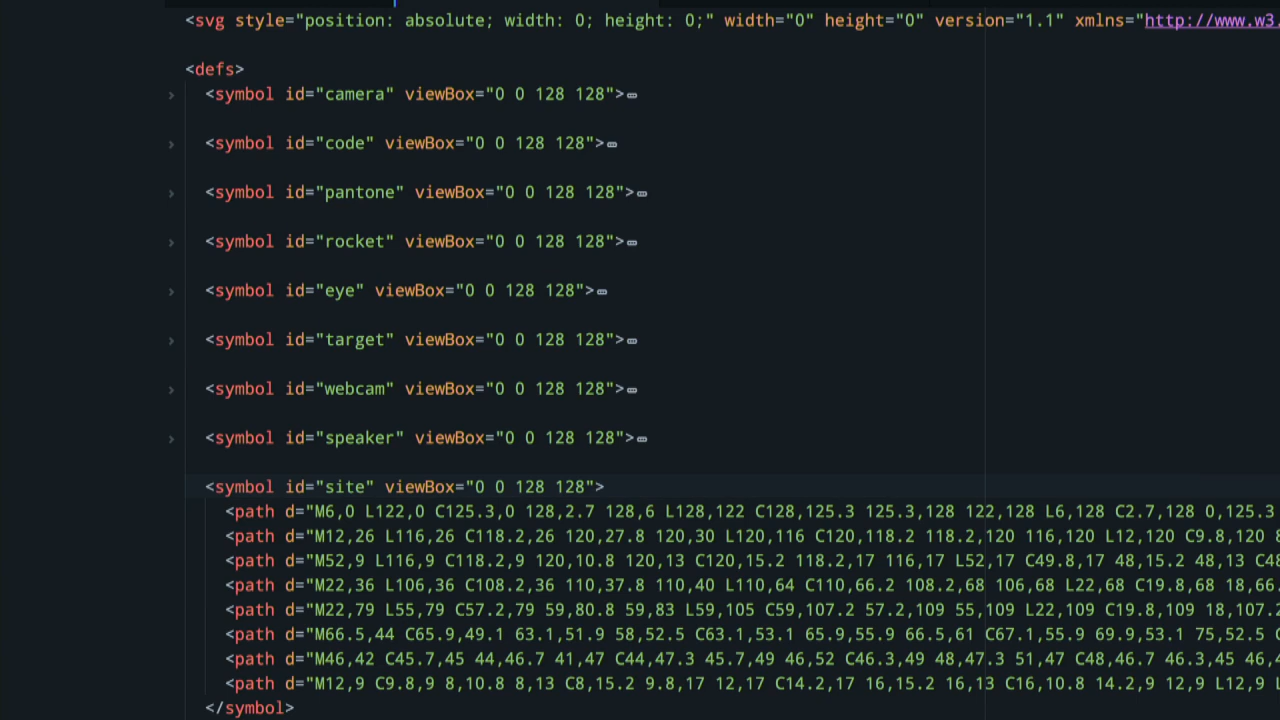 <svg style="position: absolute; width: 0; height: 0;" width="0" height="0" version="1.1" xmlns="http://www.w3.
<defs>
<symbol id="camera" viewBox="0 0 128 128">
<symbol id="code" viewBox="0 0 128 128">
<symbol id="pantone" viewBox="0 0 128 128">
<symbol id="rocket" viewBox="0 0 128 128">
<symbol id="eye" viewBox="0 0 128 128">
<symbol id="target" viewBox="0 0 128 128">
<symbol id="webcam" viewBox="0 0 128 128">
<symbol id="speaker" viewBox="0 0 128 128">
<symbol id="site" viewBox="0 0 128 128">
<path d="M6,0 L122,0 C125.3,0 128,2.7 128,6 L128,122 C128,125.3 125.3,128 122,128 L6,128 C2.7,128 0,125.3
<path d="M12,26 L116,26 C118.2,26 120,27.8 120,30 L120,116 C120,118.2 118.2,120 116,120 L12,120 C9.8,120 8
<path d="M52,9 L116,9 C118.2,9 120,10.8 120,13 C120,15.2 118.2,17 116,17 L52,17 C49.8,17 48,15.2 48,13 C48
<path d="M22,36 L106,36 C108.2,36 110,37.8 110,40 L110,64 C110,66.2 108.2,68 106,68 L22,68 C19.8,68 18,66.
<path d="M22,79 L55,79 C57.2,79 59,80.8 59,83 L59,105 C59,107.2 57.2,109 55,109 L22,109 C19.8,109 18,107.2
<path d="M66.5,44 C65.9,49.1 63.1,51.9 58,52.5 C63.1,53.1 65.9,55.9 66.5,61 C67.1,55.9 69.9,53.1 75,52.5 C
<path d="M46,42 C45.7,45 44,46.7 41,47 C44,47.3 45.7,49 46,52 C46.3,49 48,47.3 51,47 C48,46.7 46.3,45 46,4
<path d="M12,9 C9.8,9 8,10.8 8,13 C8,15.2 9.8,17 12,17 C14.2,17 16,15.2 16,13 C16,10.8 14.2,9 12,9 L12,9
</symbol>